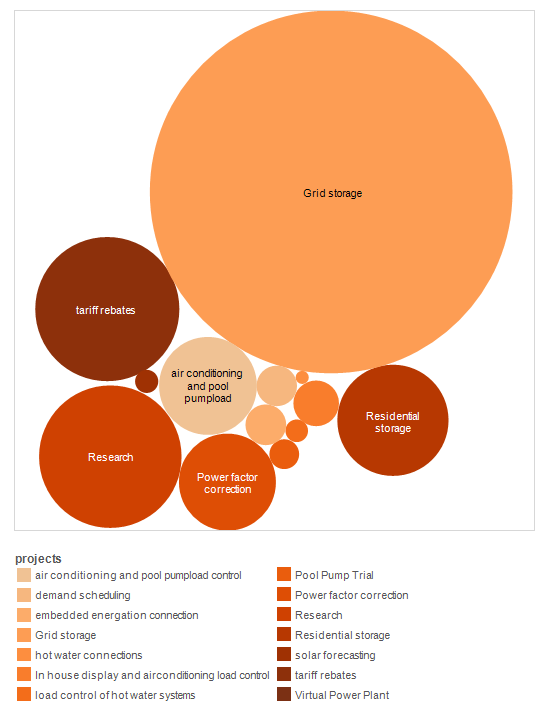 Grid storage
tariff rebates
air conditioning
and pool
pumpload
Residential
storage
Research
Power factor
correction
projects
air conditioning and pool pumpload control
demand scheduling
embedded energation connection
Grid storage
hot water connections
In house display and airconditioning load control
load control of hot water systems
Pool Pump Trial
Power factor correction
Research
Residential storage
solar forecasting
tariff rebates
Virtual Power Plant